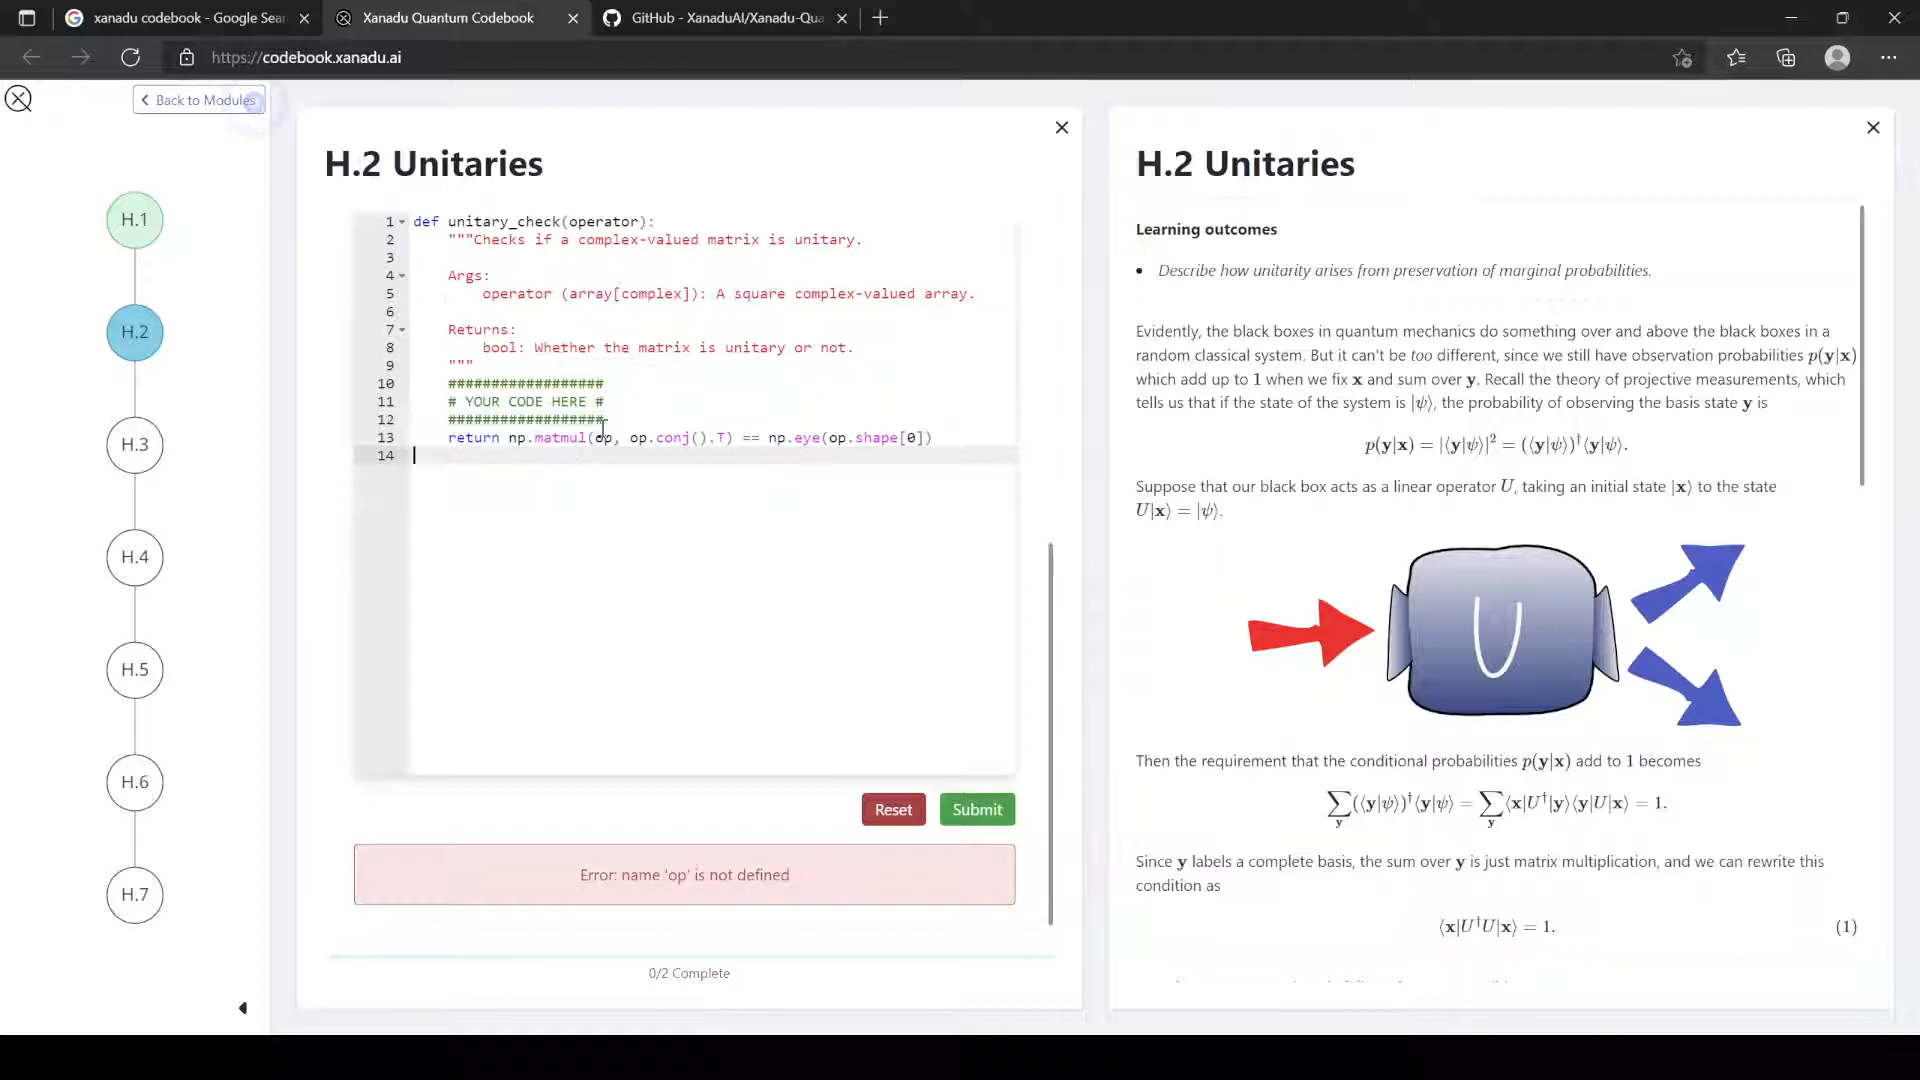 xanadu codebook - Google Sear
Xanadu Quantum Codebook
GitHub - XanaduAI/Xanadu-Qua
https://codebook.xanadu.ai
Back to Modules
H.1
H.2
H.3
H.4
H.5
H.6
H.7
H.2 Unitaries
1 def unitary_check(operator):
2 """Checks if a complex-valued matrix is unitary.
3
4 Args:
5 operator (array[complex]): A square complex-valued array.
6
7 Returns:
8 bool: Whether the matrix is unitary or not.
9 """
10 ##################
11 # YOUR CODE HERE #
12 ##################
13 return np.matmul(op, op.conj().T) == np.eye(op.shape[0])
14
Reset Submit
Error: name 'op' is not defined
0/2 Complete
H.2 Unitaries
Learning outcomes
• Describe how unitarity arises from preservation of marginal probabilities.
Evidently, the black boxes in quantum mechanics do something over and above the black boxes in a
random classical system. But it can't be too different, since we still have observation probabilities p(y|x)
which add up to 1 when we fix x and sum over y. Recall the theory of projective measurements, which
tells us that if the state of the system is |ψ⟩, the probability of observing the basis state y is
p(y|x) = |⟨y|ψ⟩|² = (⟨y|ψ⟩)†⟨y|ψ⟩.
Suppose that our black box acts as a linear operator U, taking an initial state |x⟩ to the state
U|x⟩ = |ψ⟩.
U
Then the requirement that the conditional probabilities p(y|x) add to 1 becomes
∑y(⟨y|ψ⟩)†⟨y|ψ⟩ = ∑y⟨x|U†|y⟩⟨y|U|x⟩ = 1.
Since y labels a complete basis, the sum over y is just matrix multiplication, and we can rewrite this
condition as
⟨x|U†U|x⟩ = 1. (1)